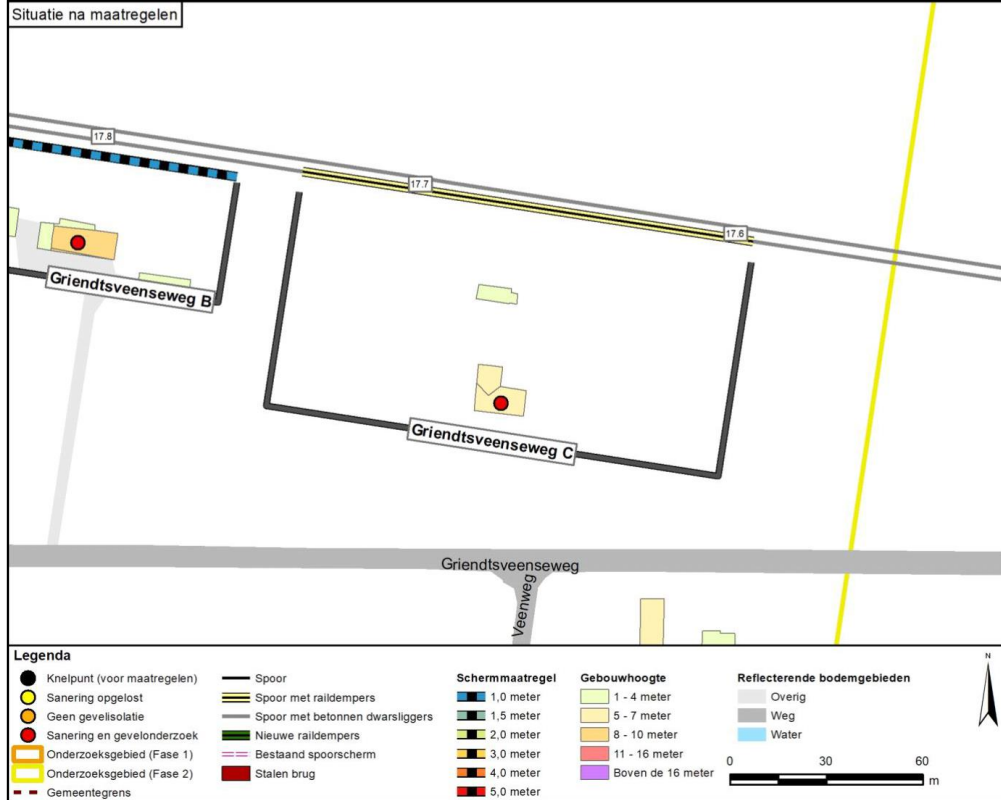 Situatie na maatregelen
17.8
17.7
17.6
Griendtsveenseweg B
Griendtsveenseweg C
Griendtsveenseweg
Veenweg
Legenda
Knelpunt (voor maatregelen)
Sanering opgelost
Geen gevelisolatie
Sanering en gevelonderzoek
Onderzoeksgebied (Fase 1)
Onderzoeksgebied (Fase 2)
Gemeentegrens
Spoor
Spoor met raildempers
Spoor met betonnen dwarsliggers
Nieuwe raildempers
Bestaand spoorscherm
Stalen brug
Schermmaatregel
1,0 meter
1,5 meter
2,0 meter
3,0 meter
4,0 meter
5,0 meter
Gebouwhoogte
1 - 4 meter
5 - 7 meter
8 - 10 meter
11 - 16 meter
Boven de 16 meter
Reflecterende bodemgebieden
Overig
Weg
Water
N
0 30 60
m